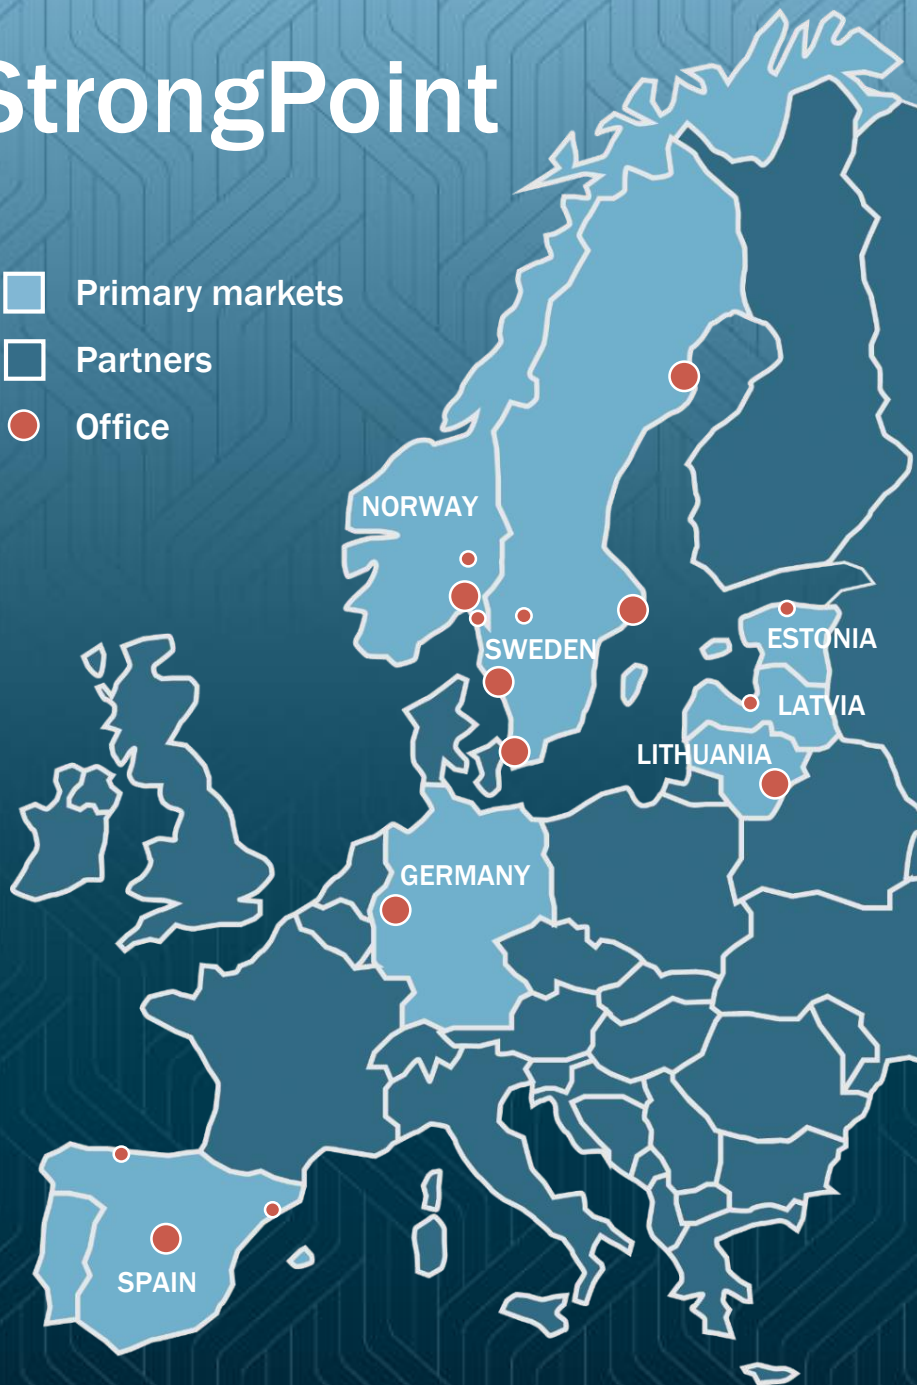 StrongPoint
Primary markets
Partners
Office
NORWAY
SWEDEN
ESTONIA
LATVIA
LITHUANIA
GERMANY
SPAIN